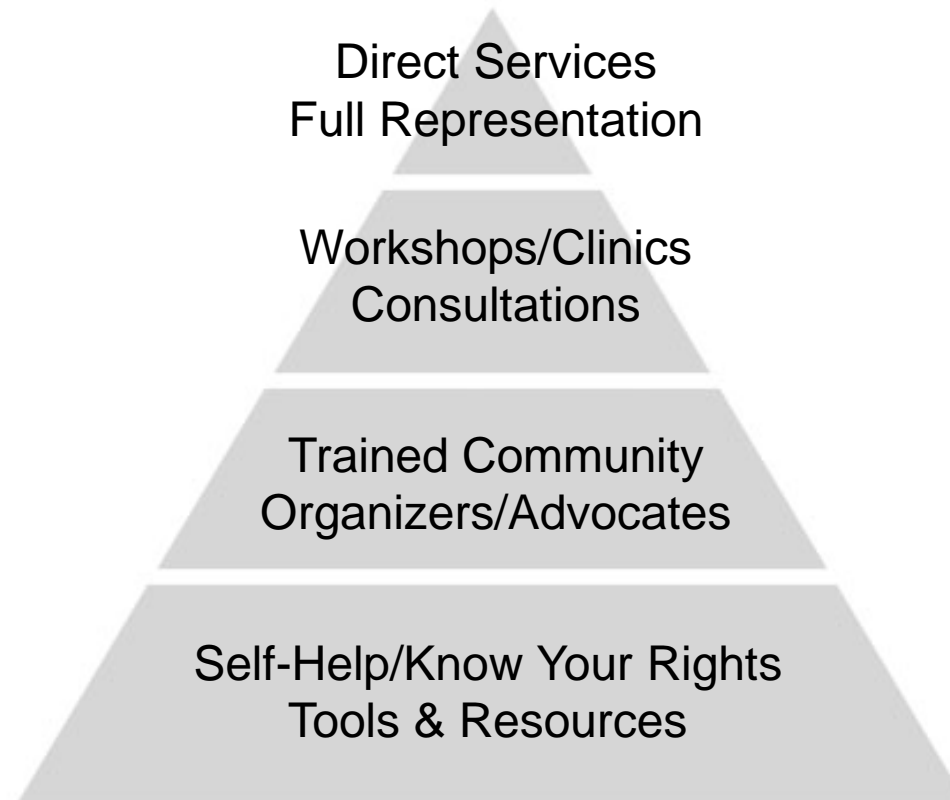 Direct Services
Full Representation
Workshops/Clinics
Consultations
Trained Community
Organizers/Advocates
Self-Help/Know Your Rights
Tools & Resources